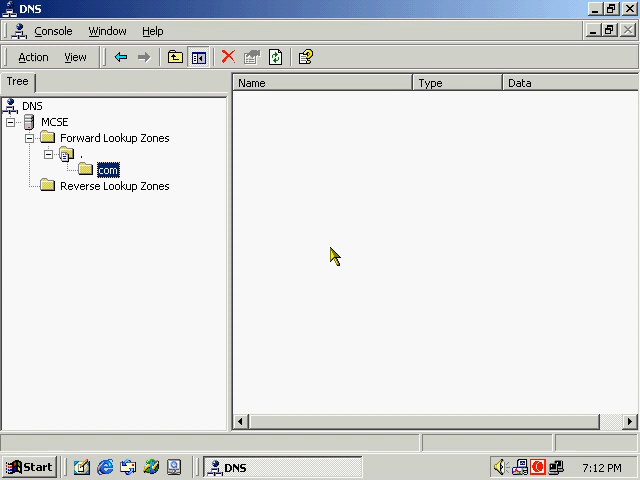 DNS
Console Window Help
Action View
Tree
Name Type Data
DNS
MCSE
Forward Lookup Zones
.
com
Reverse Lookup Zones
Start DNS 7:12 PM